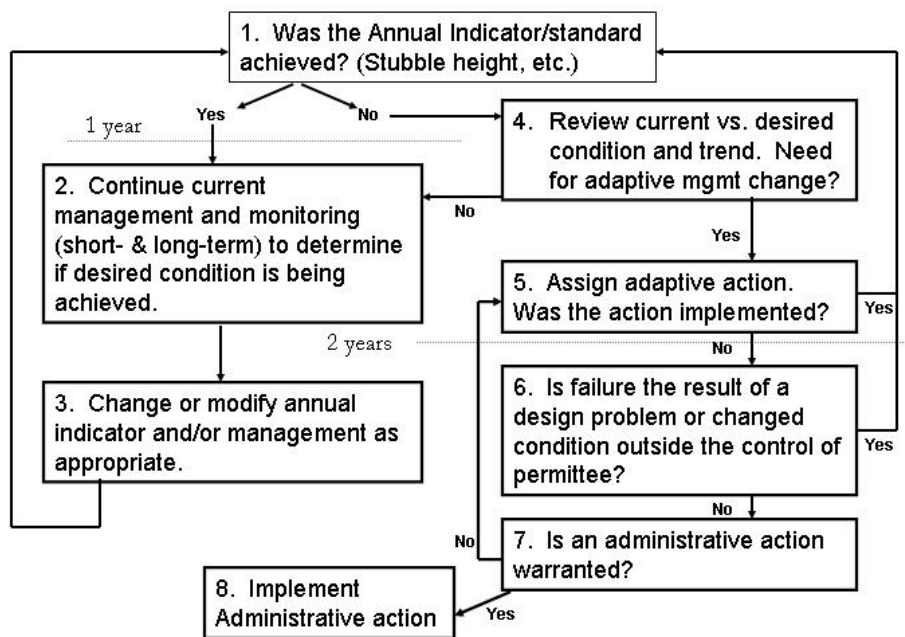 1. Was the Annual Indicator/standard
achieved? (Stubble height, etc.)
Yes
No
1 year
4. Review current vs. desired
condition and trend. Need
for adaptive mgmt change?
2. Continue current
management and monitoring
(short- & long-term) to determine
if desired condition is being
achieved.
No
Yes
5. Assign adaptive action.
Was the action implemented?
Yes
2 years
No
3. Change or modify annual
indicator and/or management as
appropriate.
6. Is failure the result of a
design problem or changed
condition outside the control of
permittee?
Yes
No
7. Is an administrative action
warranted?
No
8. Implement
Administrative action
Yes